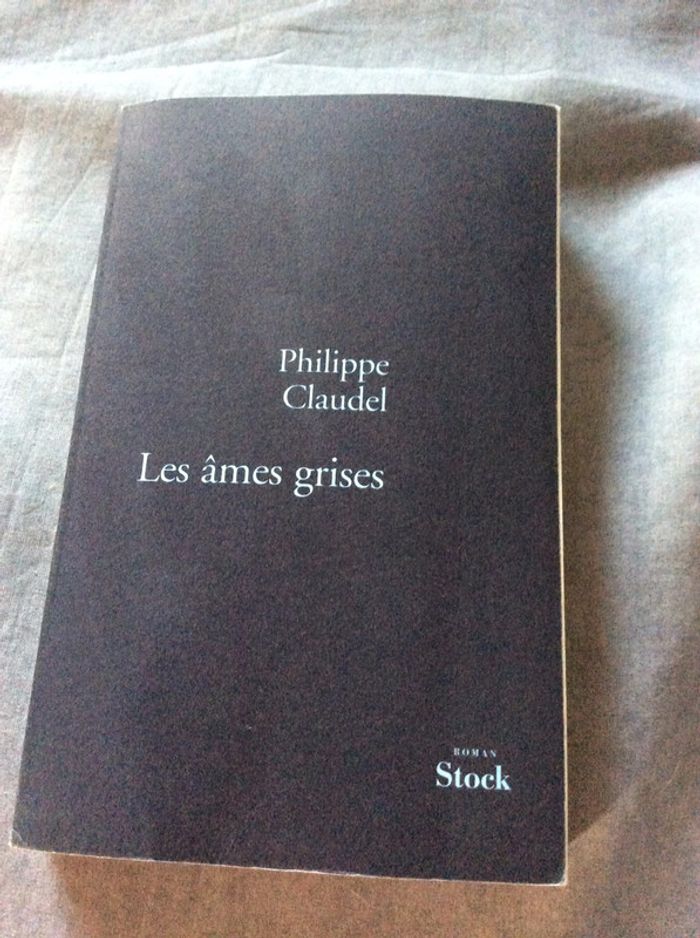 Philippe
Claudel
Les âmes grises
ROMAN
Stock